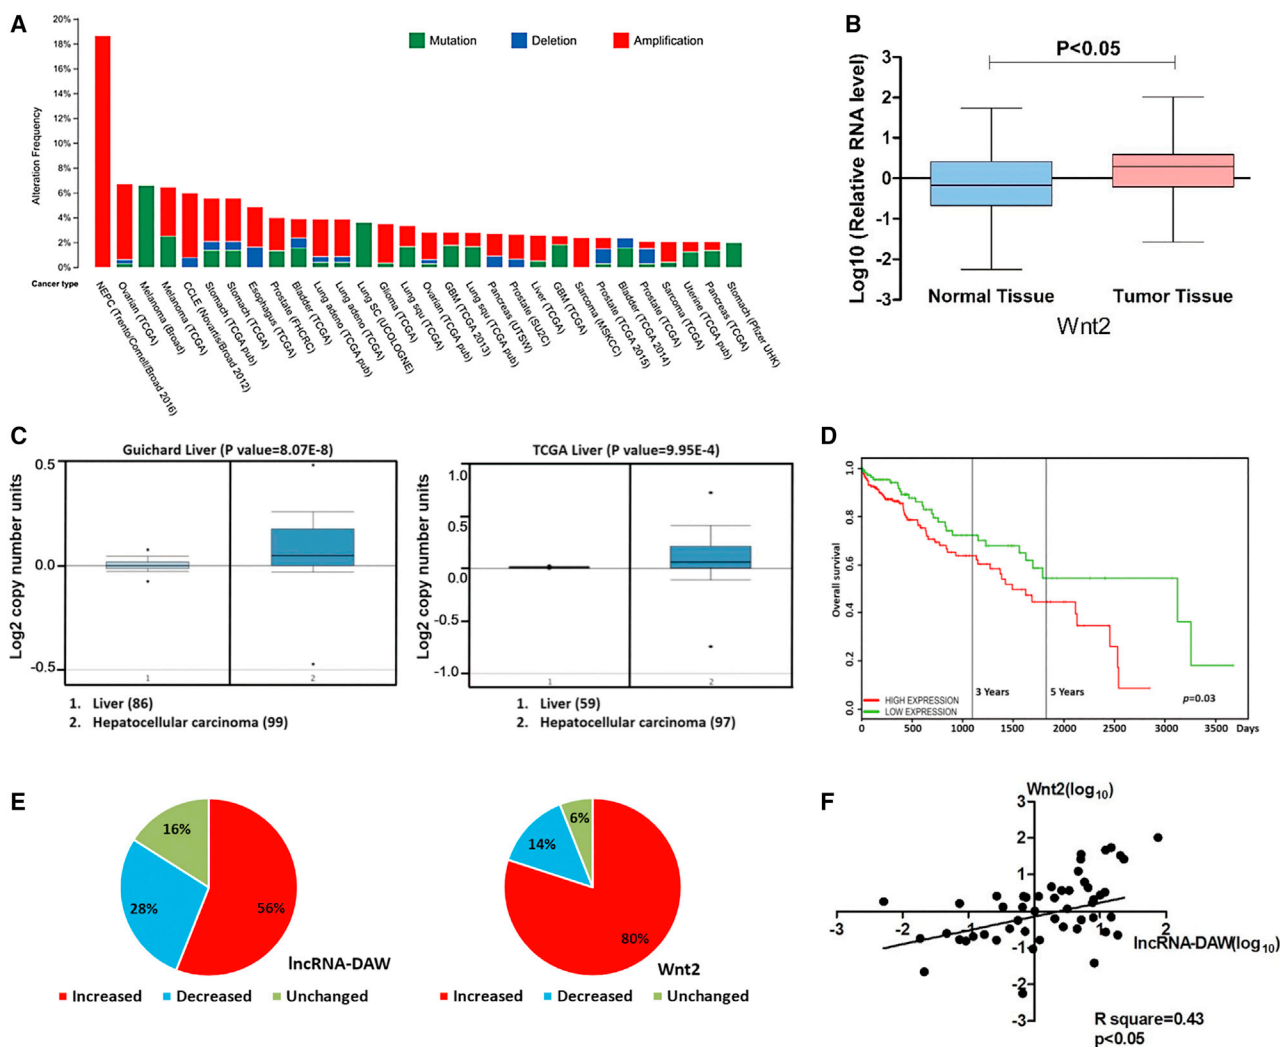 A
20%
18%
16%
14%
12%
10%
8%
6%
4%
2%
0%
Alteration Frequency
Mutation Deletion Amplification
Cancer type
NEPC (Trento/Cornell/Broad 2016)
Ovarian (TCGA)
Melanoma (Broad)
Melanoma (TCGA)
CCLE (Novartis/Broad 2012)
Stomach (TCGA pub)
Stomach (TCGA)
Esophagus (TCGA)
Prostate (FHCRC)
Bladder (TCGA)
Lung adeno (TCGA pub)
Lung adeno (TCGA)
Lung SC (UCOLOGNE)
Glioma (TCGA)
Lung squ (TCGA)
Ovarian (TCGA pub)
GBM (TCGA 2013)
Lung squ (TCGA pub)
Pancreas (UTSW)
Prostate (SU2C)
Liver (TCGA)
GBM (TCGA)
Sarcoma (MSKCC)
Prostate (TCGA 2015)
Bladder (TCGA 2014)
Prostate (TCGA)
Sarcoma (TCGA)
Uterine (TCGA pub)
Pancreas (TCGA)
Stomach (Pfizer UHK)
B
P<0.05
3
2
1
0
-1
-2
-3
Log10 (Relative RNA level)
Normal Tissue Tumor Tissue
Wnt2
C
Guichard Liver (P value=8.07E-8)
0.5
0.0
-0.5
Log2 copy number units
1 2
1. Liver (86)
2. Hepatocellular carcinoma (99)
TCGA Liver (P value=9.95E-4)
1.0
0.5
0.0
-0.5
-1.0
Log2 copy number units
1 2
1. Liver (59)
2. Hepatocellular carcinoma (97)
D
1.0
0.8
0.6
0.4
0.2
0.0
Overall survival
3 Years 5 Years p=0.03
HIGH EXPRESSION
LOW EXPRESSION
0 500 1000 1500 2000 2500 3000 3500 Days
E
16%
28%
56%
lncRNA-DAW
Increased Decreased Unchanged
6%
14%
80%
Wnt2
Increased Decreased Unchanged
F
Wnt2(log10)
3
2
1
-3 -2 -1 0 1 2
lncRNA-DAW(log10)
-1
-2
-3
R square=0.43
p<0.05